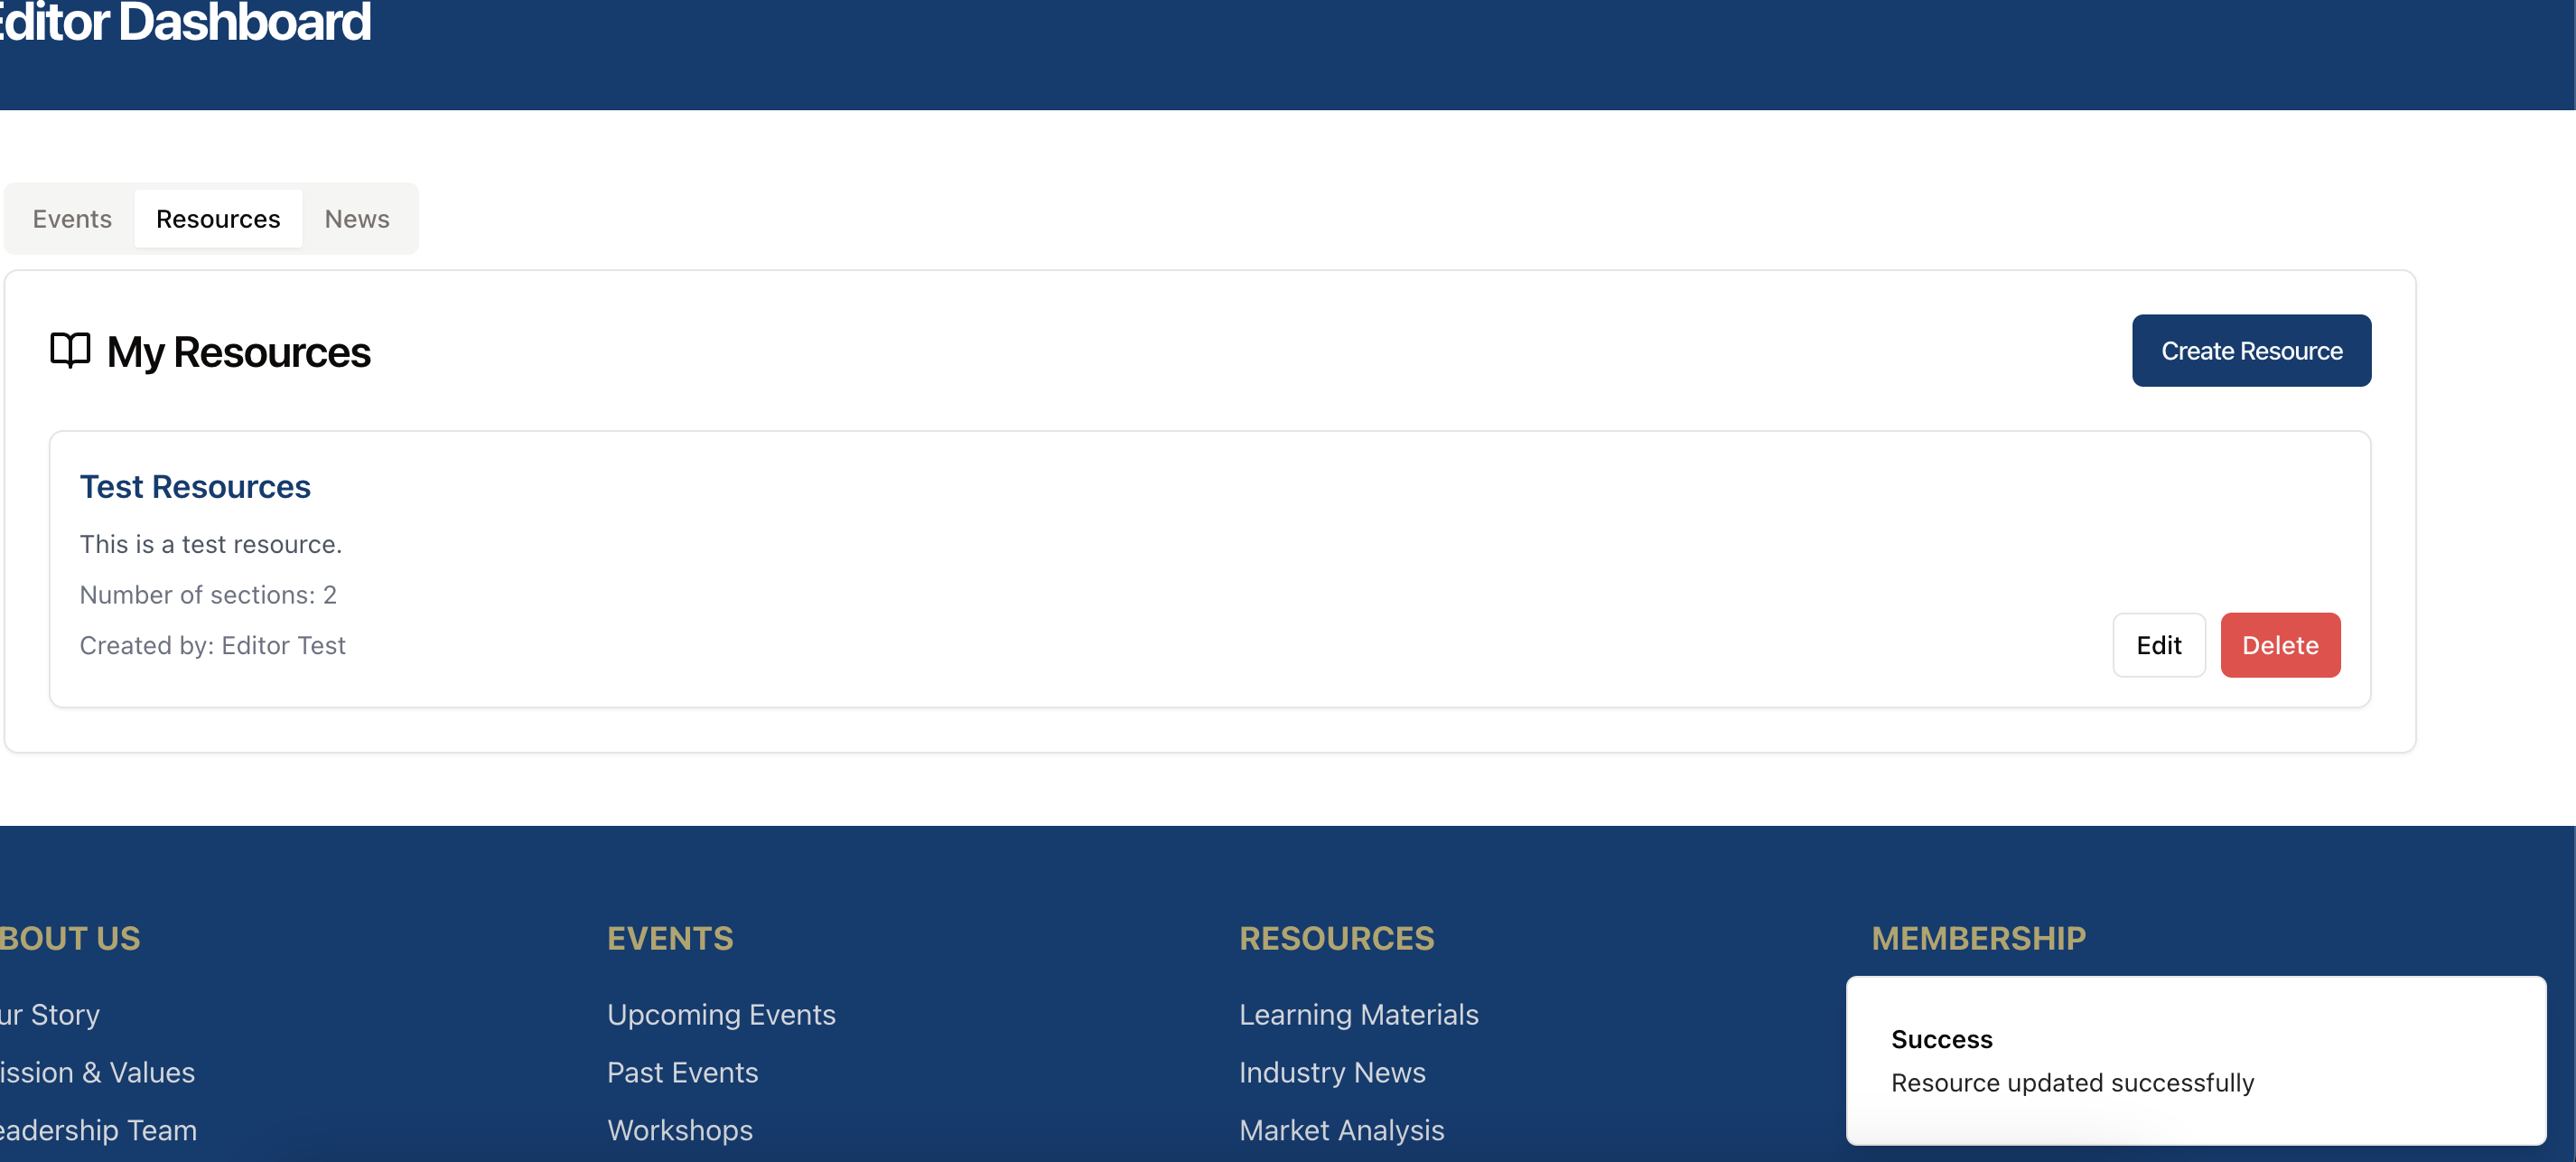 Editor Dashboard
Events Resources News
My Resources
Create Resource
Test Resources
This is a test resource.
Number of sections: 2
Created by: Editor Test
Edit Delete
BOUT US
ur Story
ission & Values
eadership Team
EVENTS
Upcoming Events
Past Events
Workshops
RESOURCES
Learning Materials
Industry News
Market Analysis
MEMBERSHIP
Success
Resource updated successfully